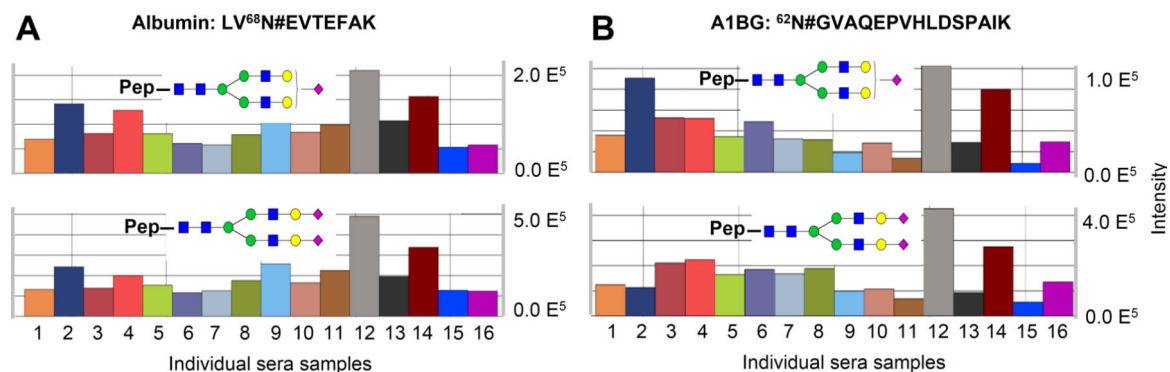 A
Albumin: LV⁶⁸N#EVTEFAK
Pep
2.0 E⁵
0.0 E⁵
Pep
5.0 E⁵
0.0 E⁵
1 2 3 4 5 6 7 8 9 10 11 12 13 14 15 16
Individual sera samples
B
A1BG: ⁶²N#GVAQEPVHLDSPAIK
Pep
1.0 E⁵
0.0 E⁵
Pep
4.0 E⁵
0.0 E⁵
Intensity
1 2 3 4 5 6 7 8 9 10 11 12 13 14 15 16
Individual sera samples